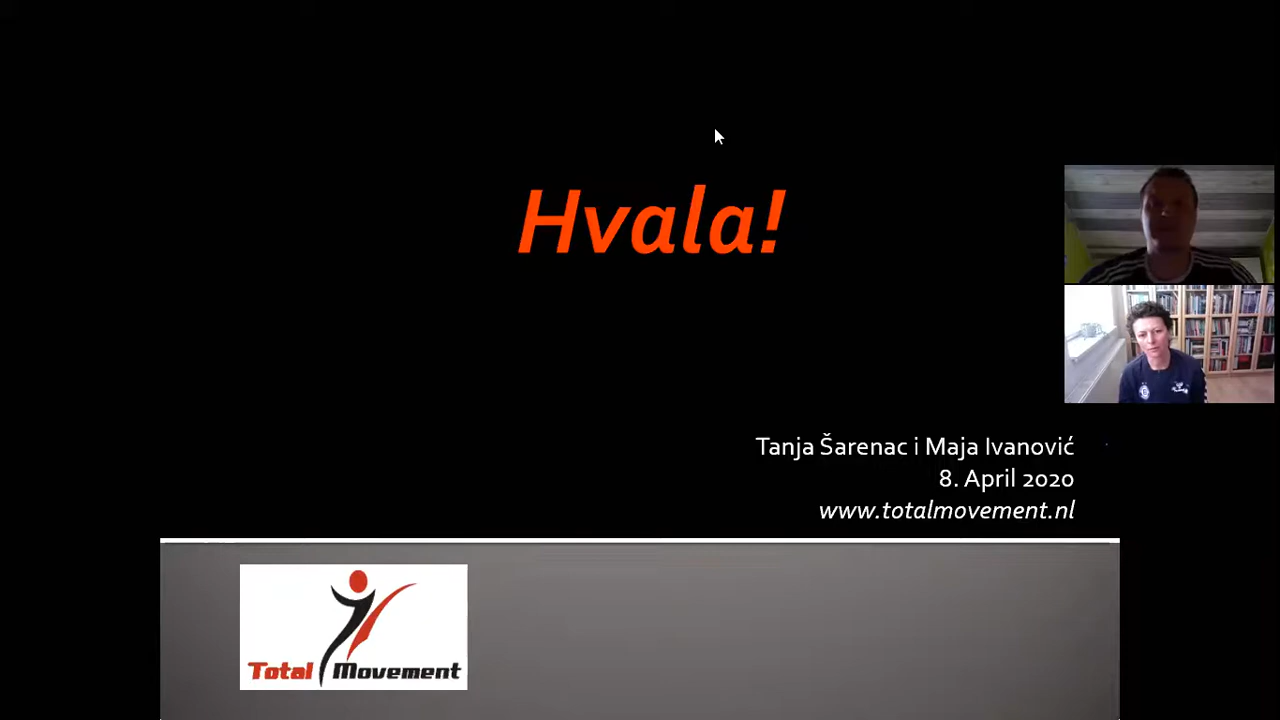 Hvala!
Tanja Šarenac i Maja Ivanović
8. April 2020
www.totalmovement.nl
Total Movement